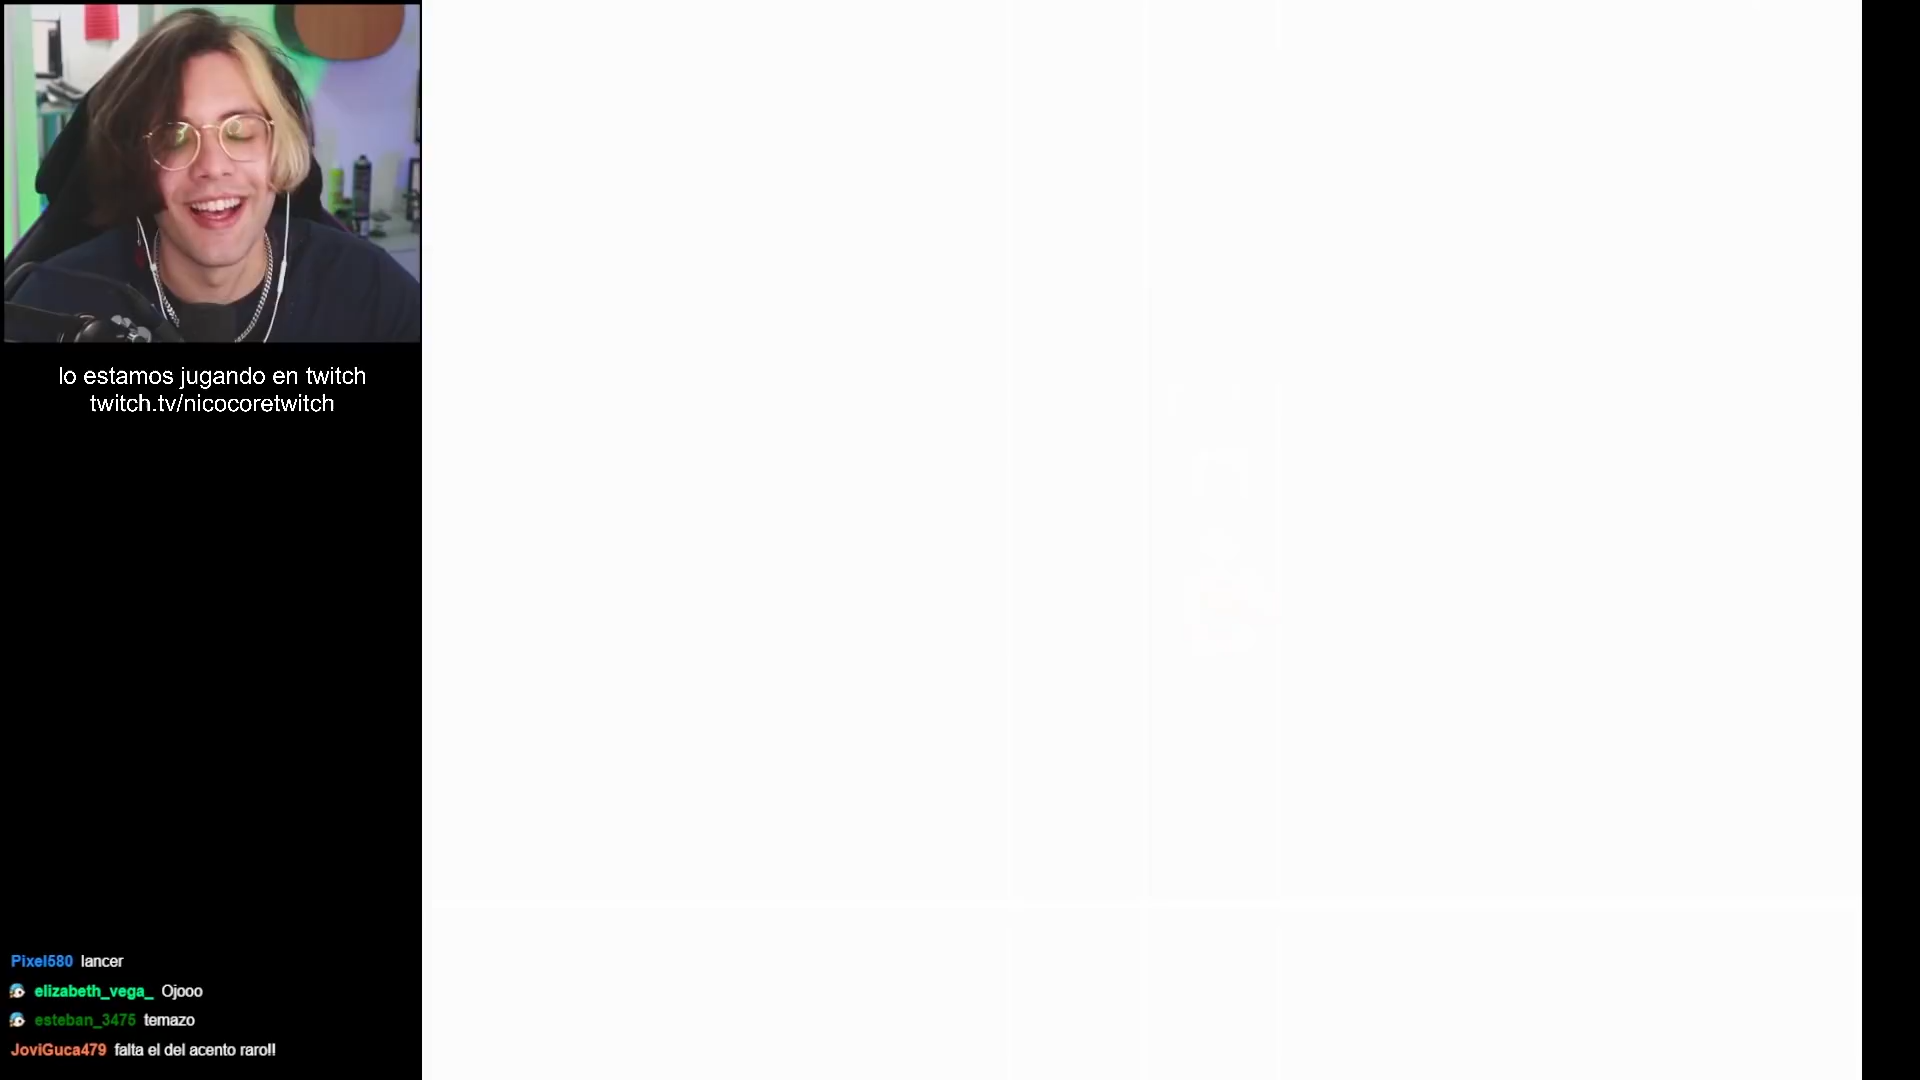 lo estamos jugando en twitch
twitch.tv/nicocoretwitch
Pixel580 lancer
elizabeth_vega_ Ojooo
esteban_3475 temazo
JoviGuca479 falta el del acento raro!!